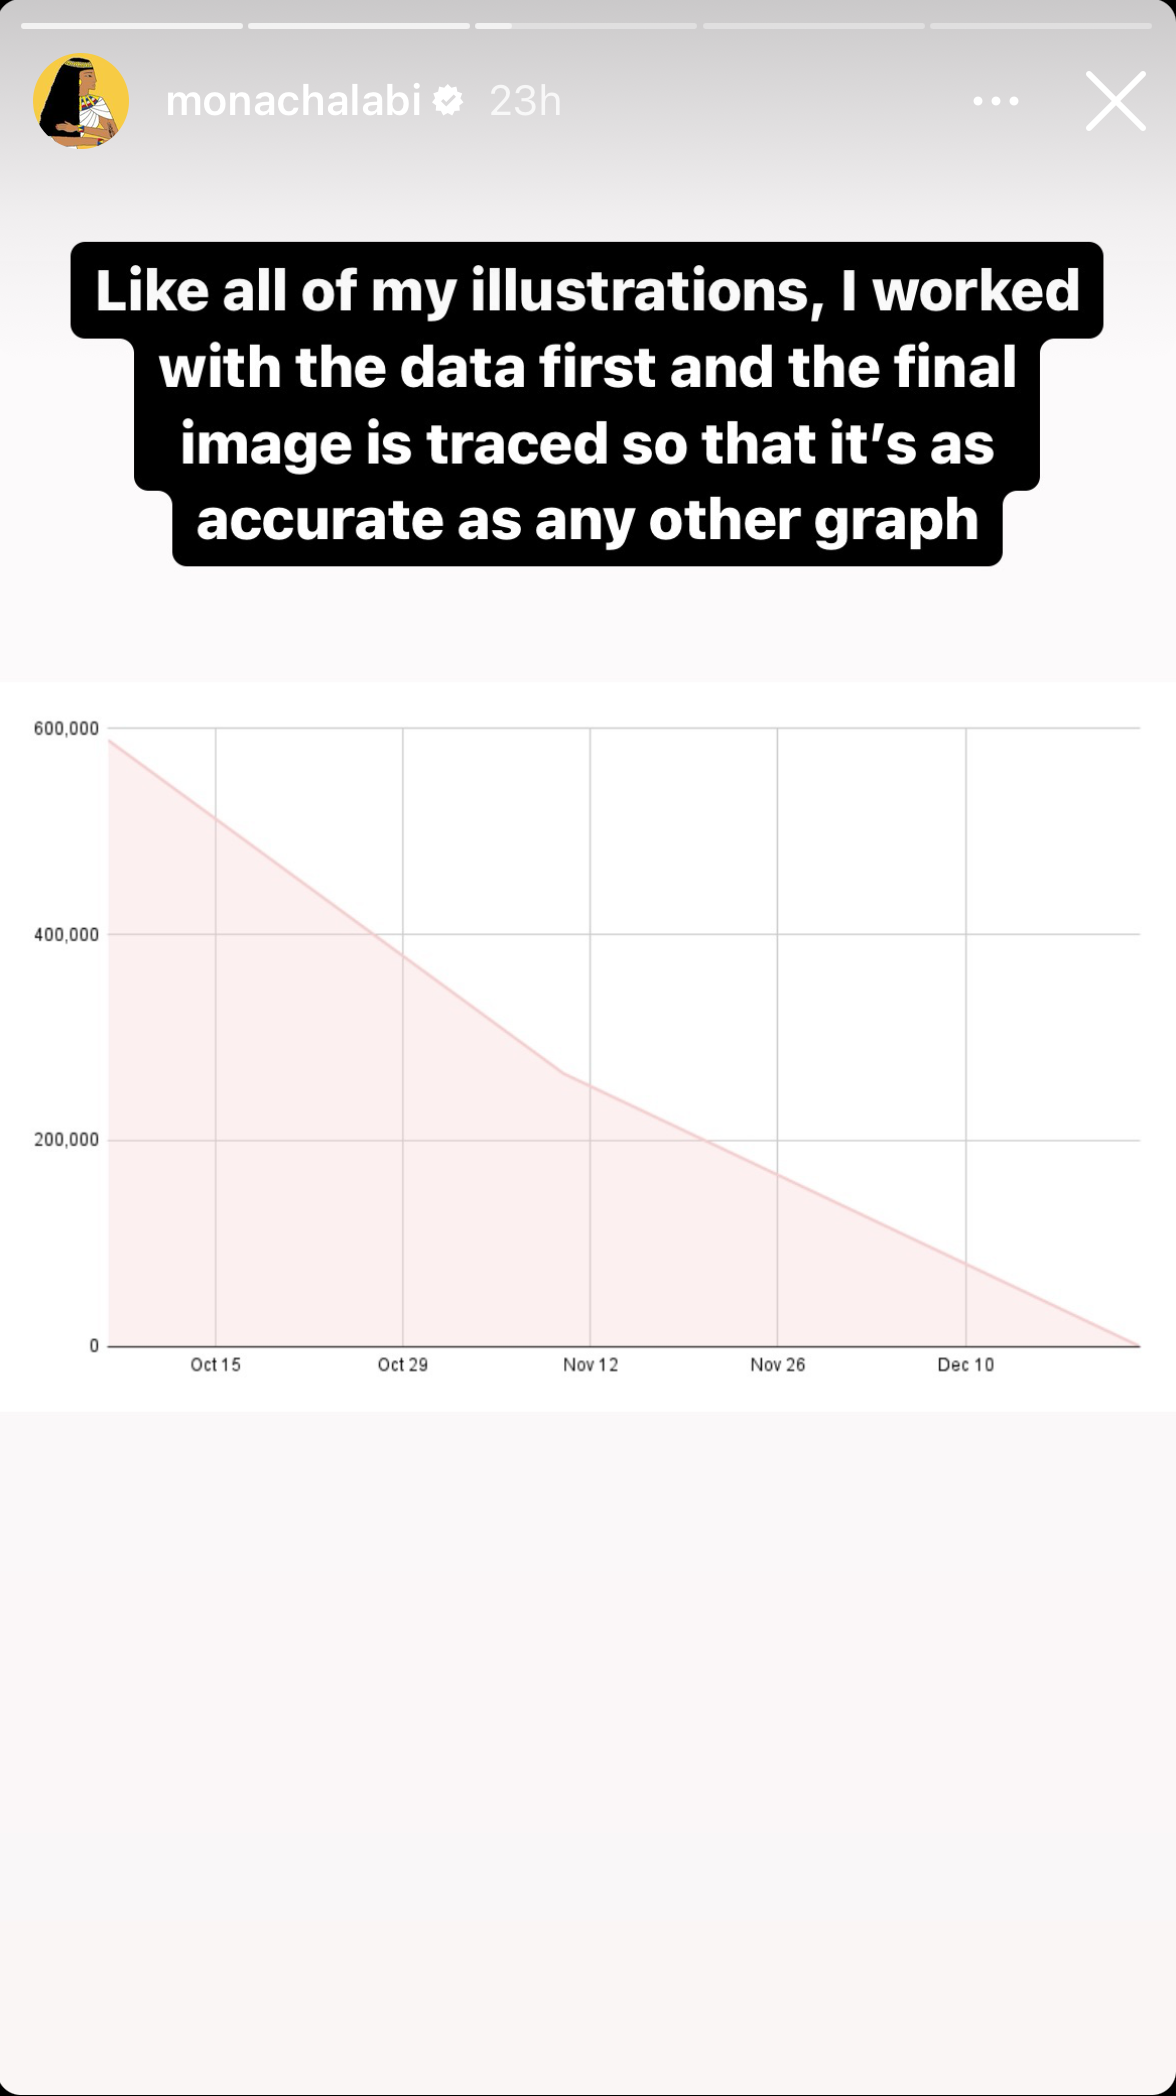 monachalabi 23h
Like all of my illustrations, I worked
with the data first and the final
image is traced so that it’s as
accurate as any other graph
600,000
400,000
200,000
0
Oct 15 Oct 29 Nov 12 Nov 26 Dec 10